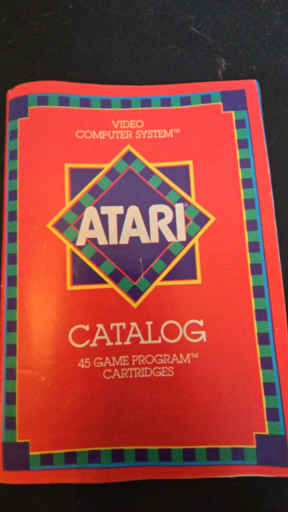 VIDEO
COMPUTER SYSTEM™
ATARI®
CATALOG
45 GAME PROGRAM™
CARTRIDGES